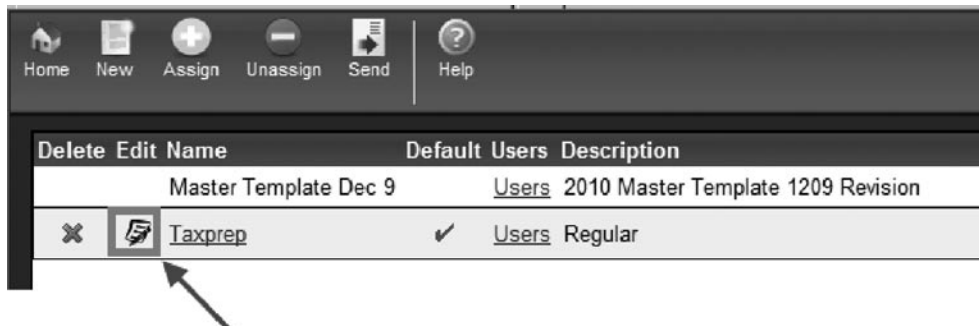 Home New Assign Unassign Send Help
Delete Edit Name Default Users Description
Master Template Dec 9 Users 2010 Master Template 1209 Revision
Taxprep Users Regular